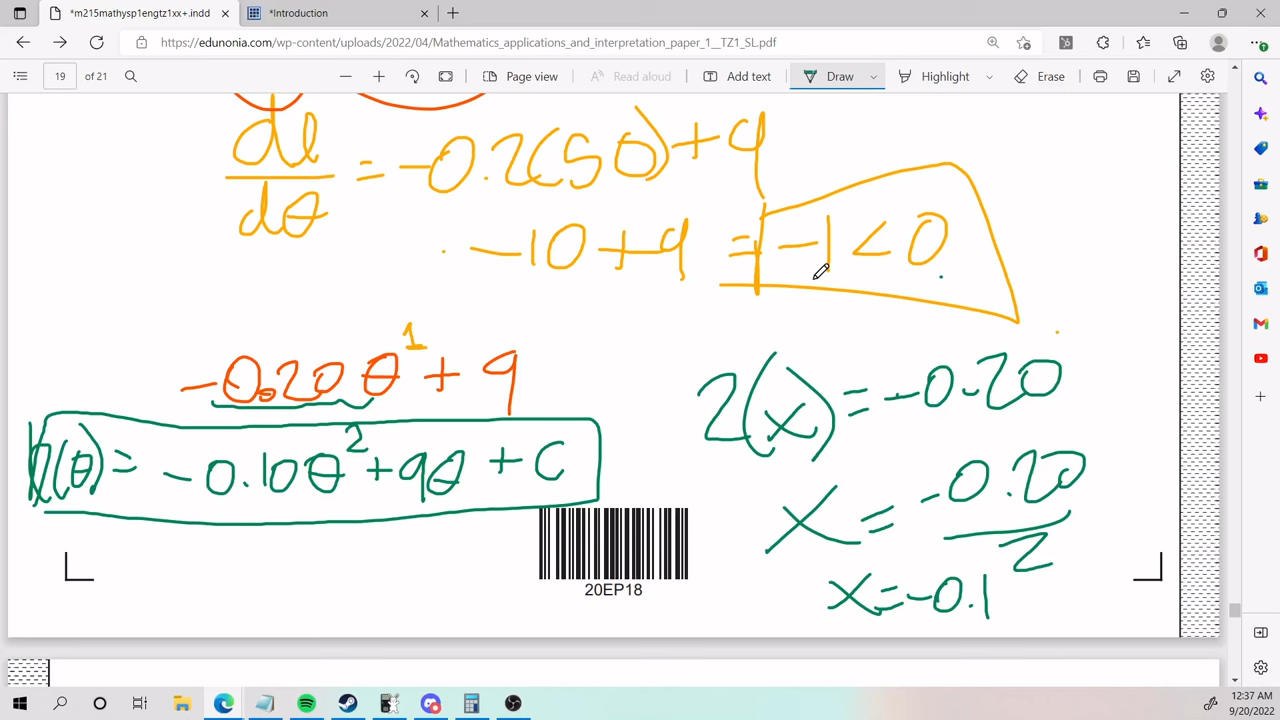 *m215mathysp1engtz1xx+.indd
*Introduction
https://edunonia.com/wp-content/uploads/2022/04/Mathematics_applications_and_interpretation_paper_1__TZ1_SL.pdf
19 of 21
Page view
Read aloud
Add text
Draw
Highlight
Erase
dl/dθ = -0.2(50)+9
-10+9 = -1 < 0
-0.20θ¹ + 9
h(θ) = -0.10θ² + 9θ + C
2(x) = -0.20
x = -0.20/2
x = -0.1
20EP18
12:37 AM
9/20/2022